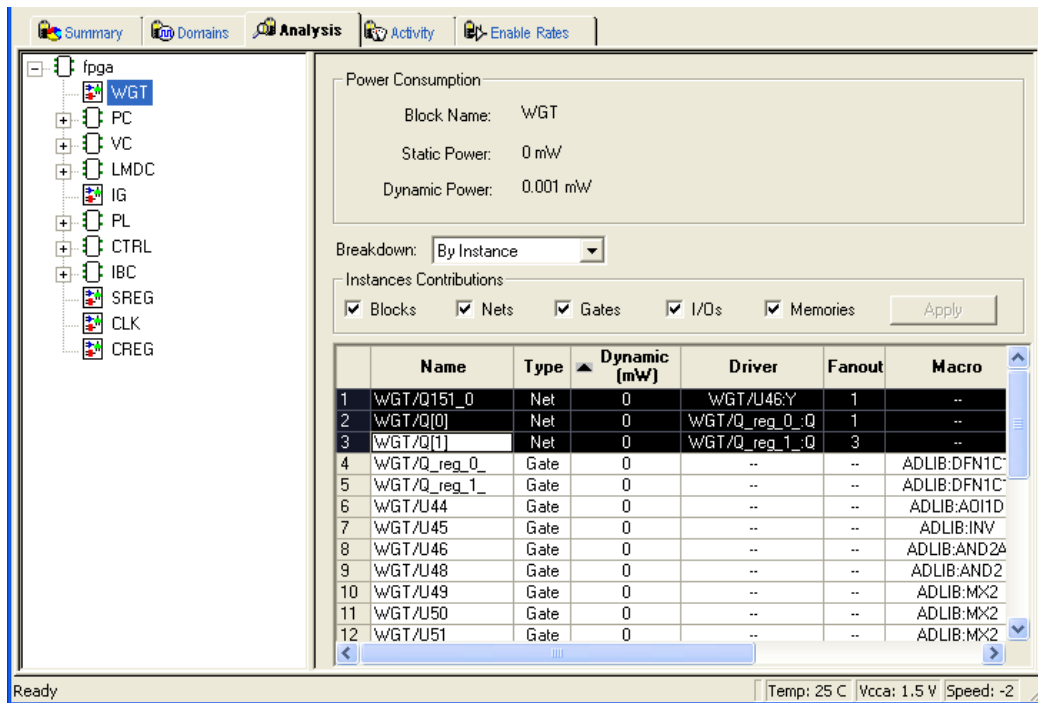 Summary Domains Analysis Activity Enable Rates
fpga
WGT
PC
VC
LMDC
IG
PL
CTRL
IBC
SREG
CLK
CREG
Power Consumption
Block Name: WGT
Static Power: 0 mW
Dynamic Power: 0.001 mW
Breakdown: By Instance
Instances Contributions
Blocks Nets Gates I/Os Memories Apply
Name Type Dynamic (mW) Driver Fanout Macro
1 WGT/Q151_0 Net 0 WGT/U46:Y 1 --
2 WGT/Q[0] Net 0 WGT/Q_reg_0_:Q 1 --
3 WGT/Q[1] Net 0 WGT/Q_reg_1_:Q 3 --
4 WGT/Q_reg_0_ Gate 0 -- -- ADLIB:DFN1C
5 WGT/Q_reg_1_ Gate 0 -- -- ADLIB:DFN1C
6 WGT/U44 Gate 0 -- -- ADLIB:AOI1D
7 WGT/U45 Gate 0 -- -- ADLIB:INV
8 WGT/U46 Gate 0 -- -- ADLIB:AND2A
9 WGT/U48 Gate 0 -- -- ADLIB:AND2
10 WGT/U49 Gate 0 -- -- ADLIB:MX2
11 WGT/U50 Gate 0 -- -- ADLIB:MX2
12 WGT/U51 Gate 0 -- -- ADLIB:MX2
Ready Temp: 25 C Vcca: 1.5 V Speed: -2